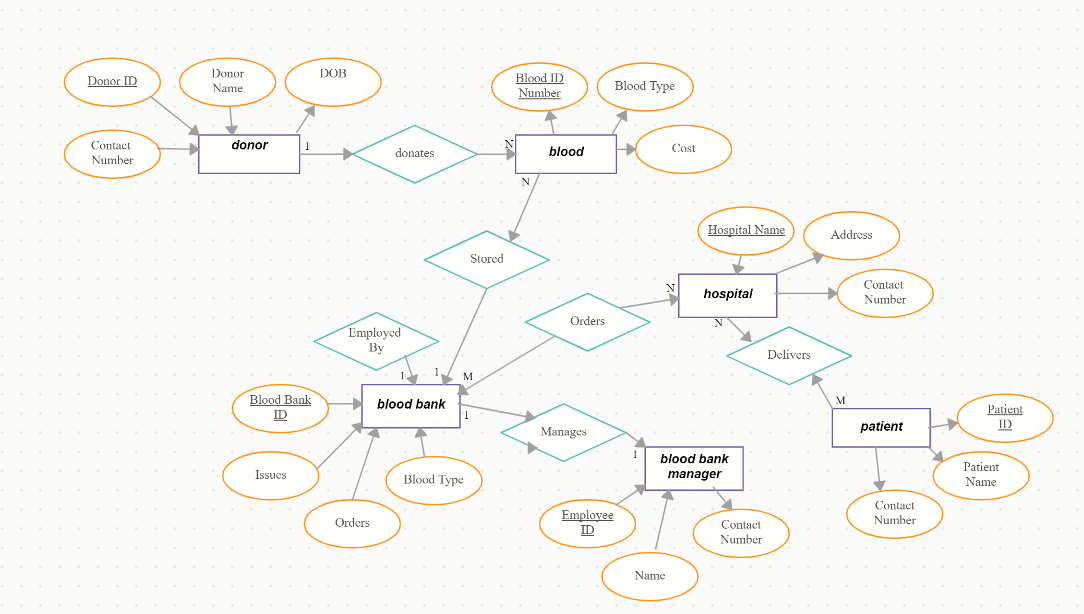 Donor ID
Donor
Name
DOB
Contact
Number
donor
1
donates
N
blood
Blood ID
Number
Blood Type
Cost
N
Stored
Hospital Name
Address
Contact
Number
hospital
N
N
Orders
Delivers
M
patient
Patient
ID
Patient
Name
Contact
Number
Employed
By
1
1
M
blood bank
1
Blood Bank
ID
Issues
Orders
Blood Type
Manages
1
blood bank
manager
Employee
ID
Name
Contact
Number